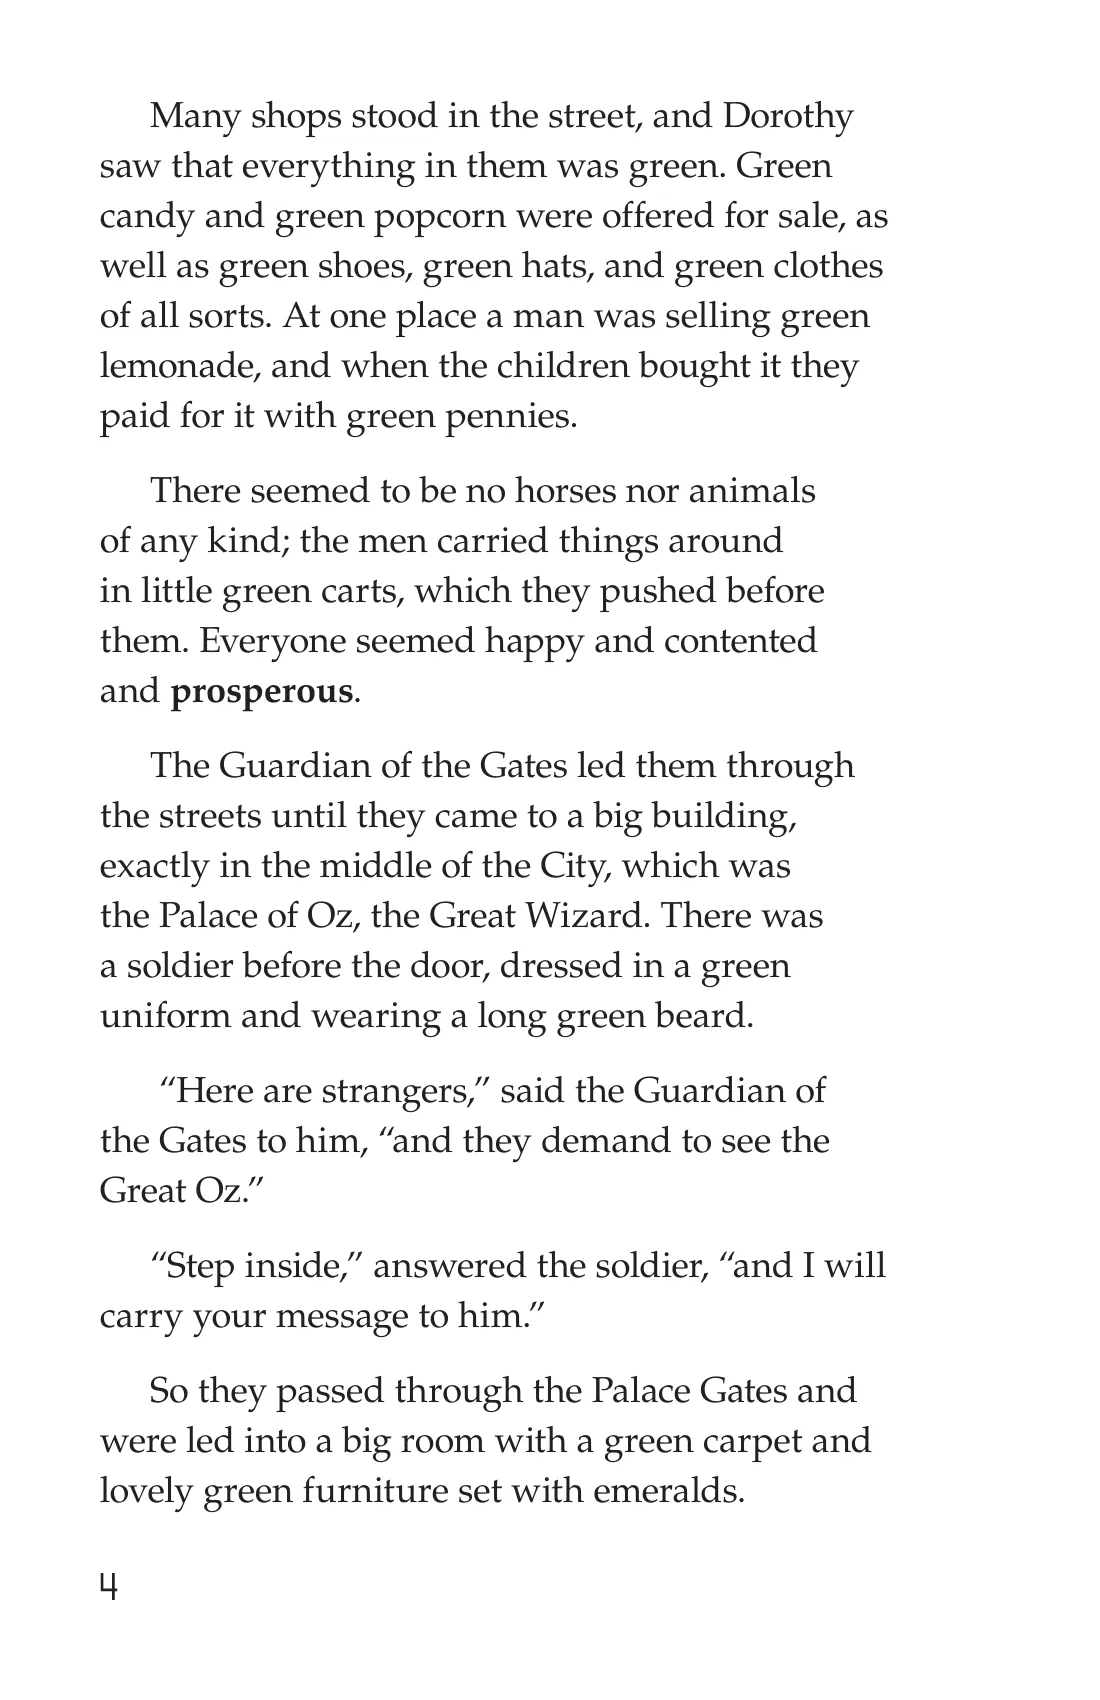 Many shops stood in the street, and Dorothy
saw that everything in them was green. Green
candy and green popcorn were offered for sale, as
well as green shoes, green hats, and green clothes
of all sorts. At one place a man was selling green
lemonade, and when the children bought it they
paid for it with green pennies.
There seemed to be no horses nor animals
of any kind; the men carried things around
in little green carts, which they pushed before
them. Everyone seemed happy and contented
and prosperous.
The Guardian of the Gates led them through
the streets until they came to a big building,
exactly in the middle of the City, which was
the Palace of Oz, the Great Wizard. There was
a soldier before the door, dressed in a green
uniform and wearing a long green beard.
“Here are strangers,” said the Guardian of
the Gates to him, “and they demand to see the
Great Oz.”
“Step inside,” answered the soldier, “and I will
carry your message to him.”
So they passed through the Palace Gates and
were led into a big room with a green carpet and
lovely green furniture set with emeralds.
4